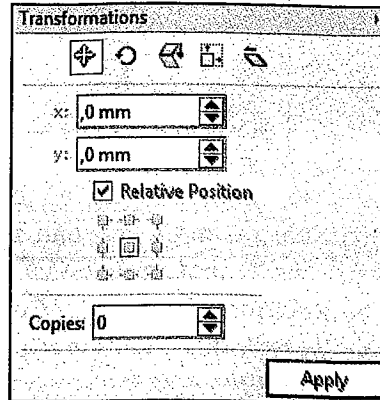 Transformations
x: ,0 mm
y: ,0 mm
Relative Position
Copies: 0
Apply